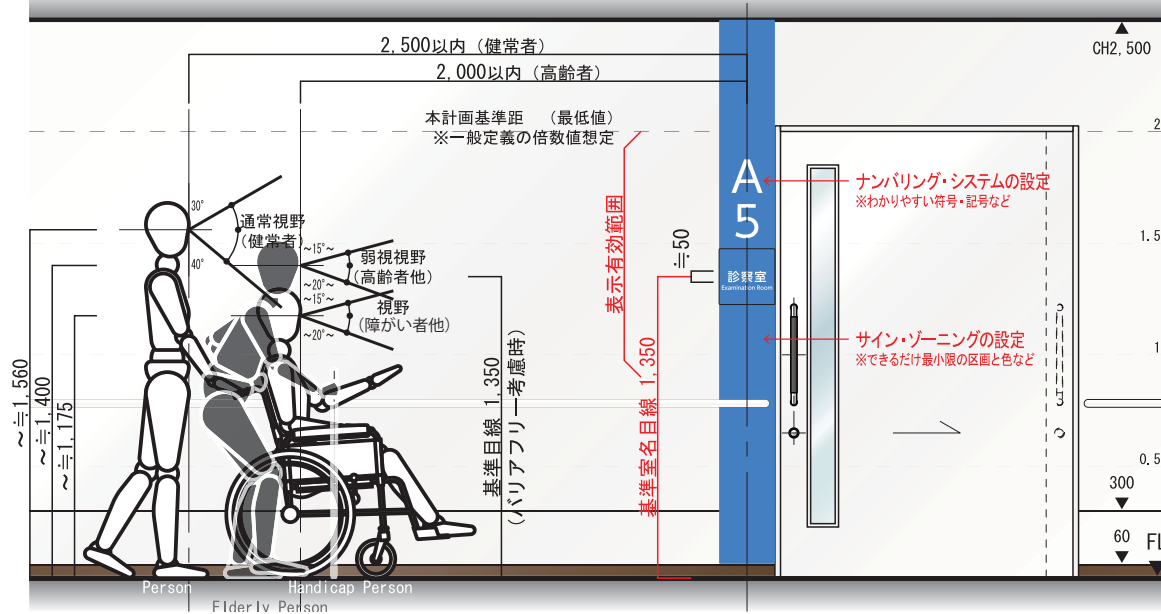 2,500以内（健常者）
CH2,500
2,000以内（高齢者）
本計画基準距　（最低値）
※一般定義の倍数値想定
2
A
5
ナンバリング・システムの設定
※わかりやすい符号・記号など
30°
通常視野
（健常者）
40°
~15°~
弱視視野
（高齢者他）
~20°~
~15°~
視野
（障がい者他）
~20°~
表示有効範囲
≒50
診察室
Examination Room
1.5
サイン・ゾーニングの設定
※できるだけ最小限の区画と色など
1
～≒1,560
～≒1,400
～≒1,175
基準目線 1,350
（バリアフリー考慮時）
基準室名目線 1,350
0.5
300
60
FL
Person
Handicap Person
Elderly Person